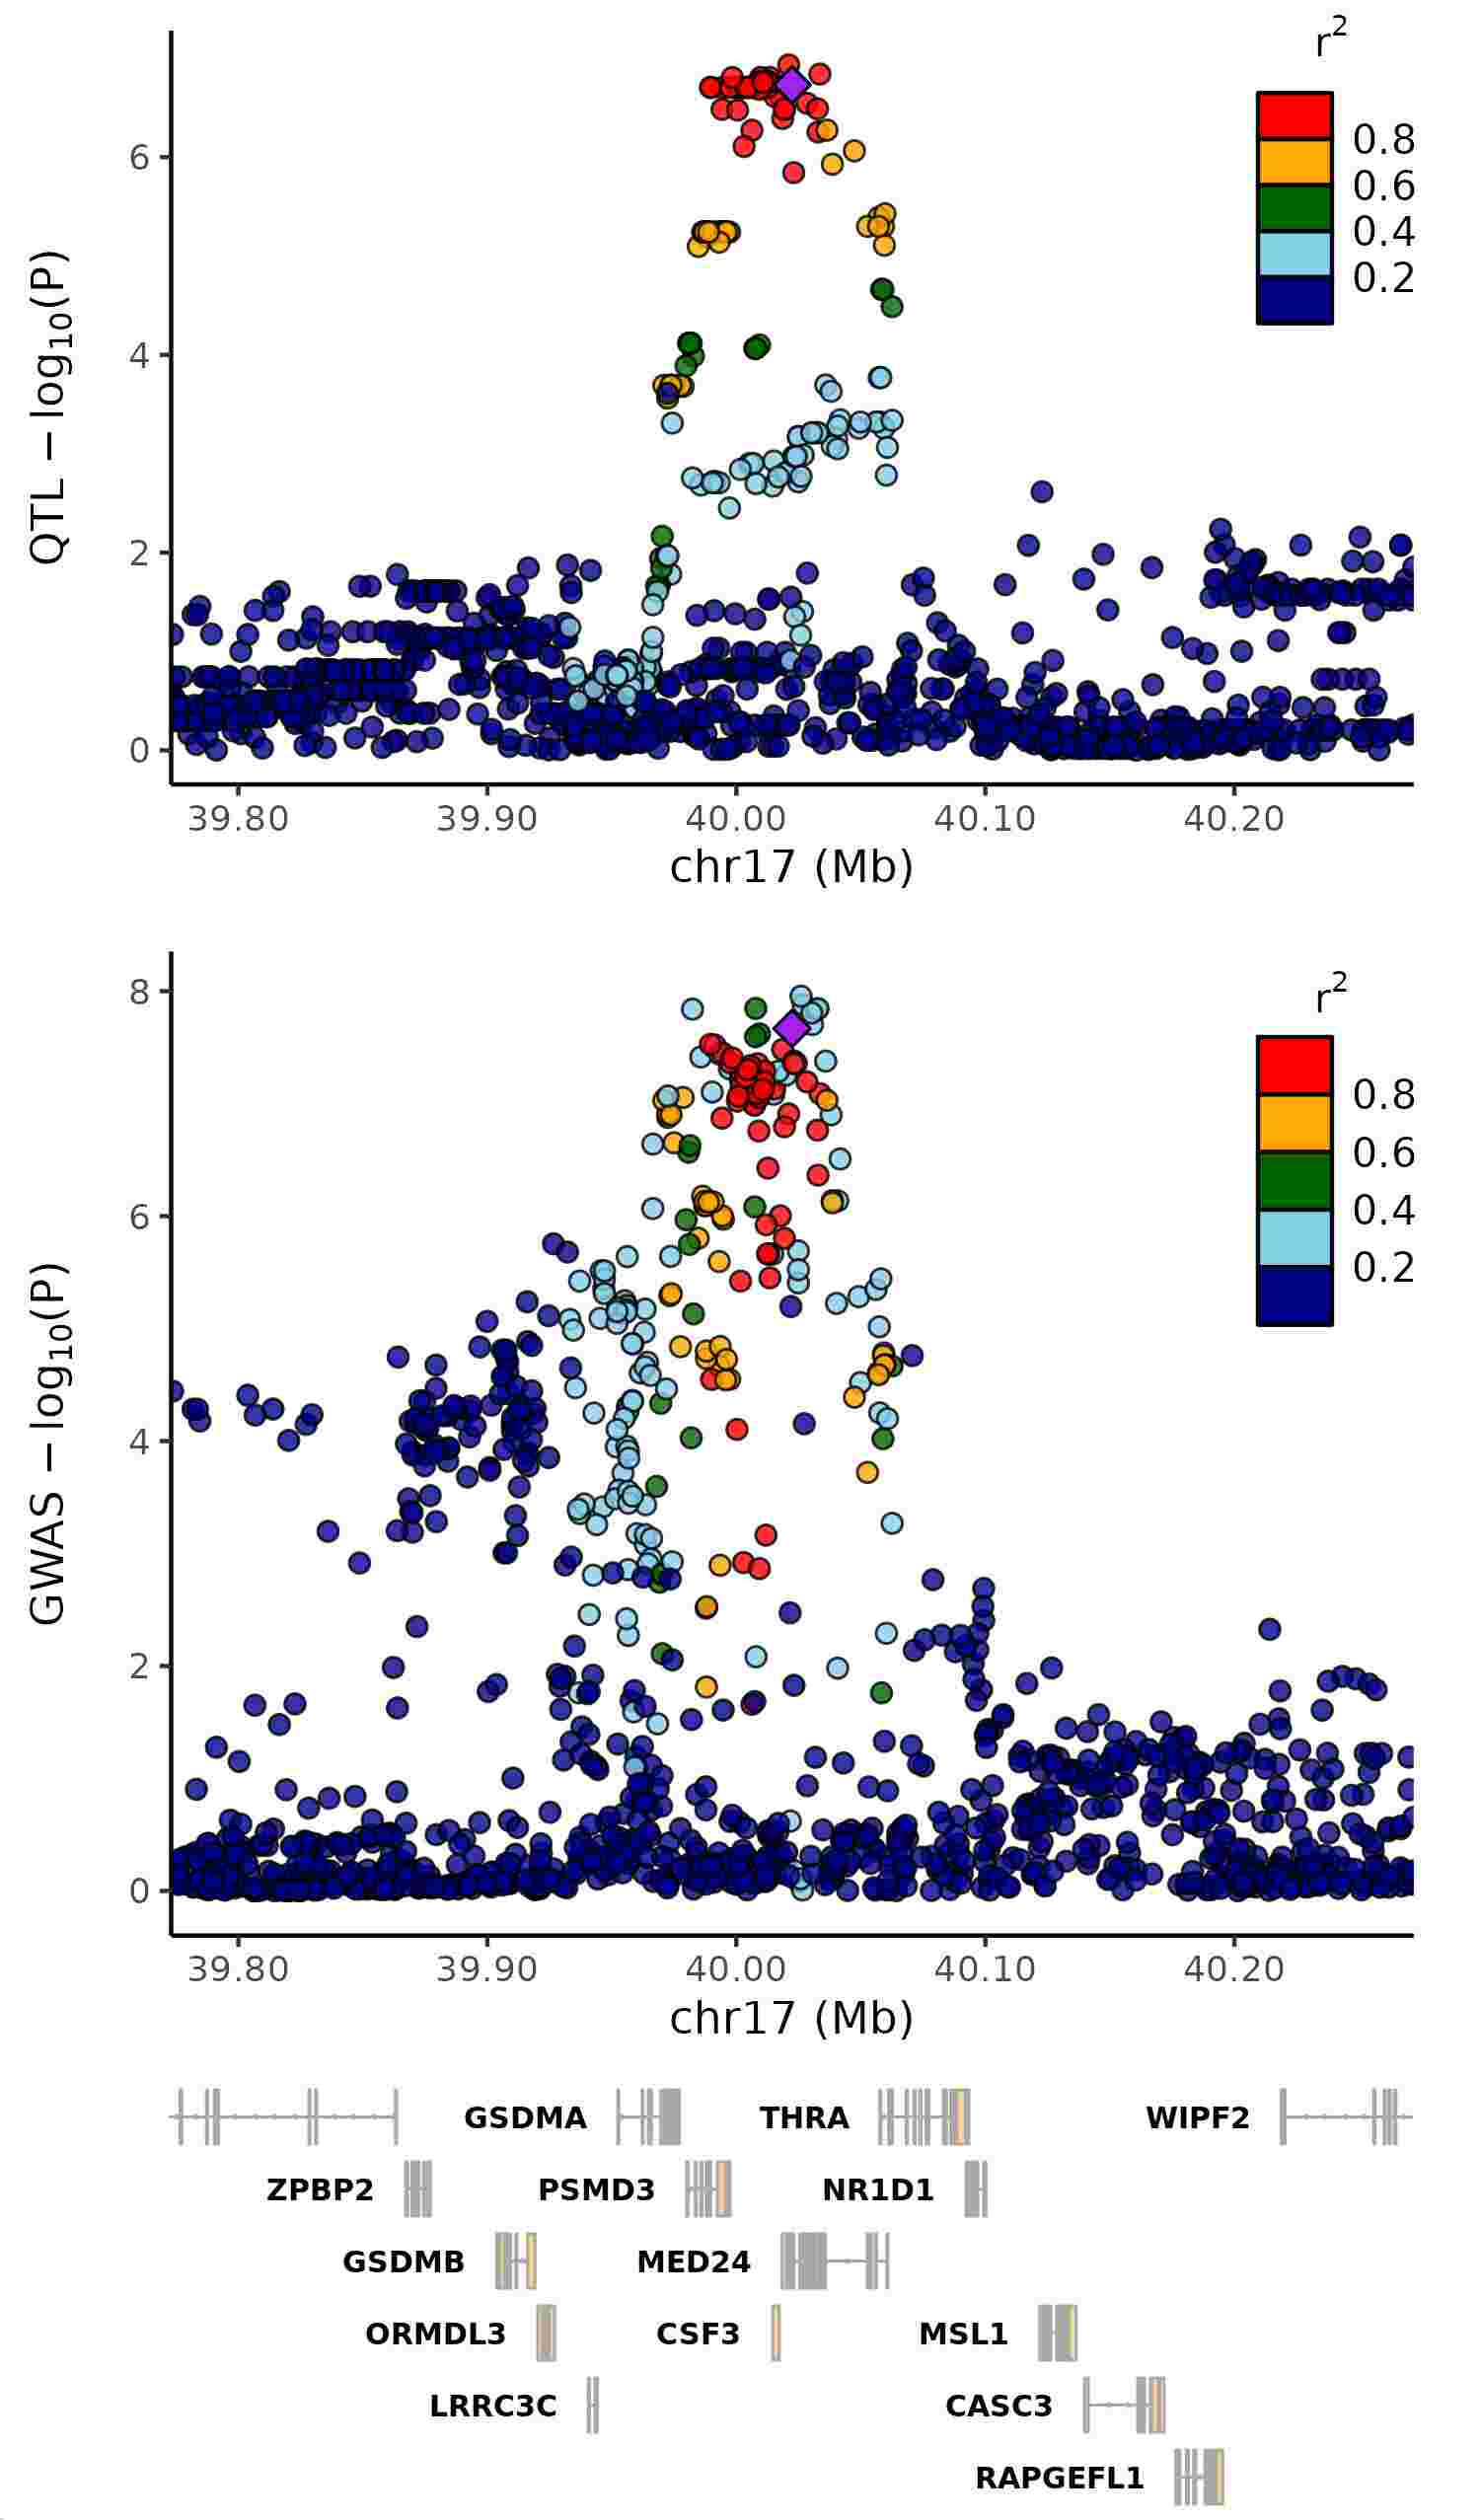 r2
0.8
0.6
0.4
0.2
QTL −log10(P)
6
4
2
0
39.80 39.90 40.00 40.10 40.20
chr17 (Mb)
r2
0.8
0.6
0.4
0.2
GWAS −log10(P)
8
6
4
2
0
39.80 39.90 40.00 40.10 40.20
chr17 (Mb)
GSDMA THRA WIPF2
ZPBP2 PSMD3 NR1D1
GSDMB MED24
ORMDL3 CSF3 MSL1
LRRC3C CASC3
RAPGEFL1